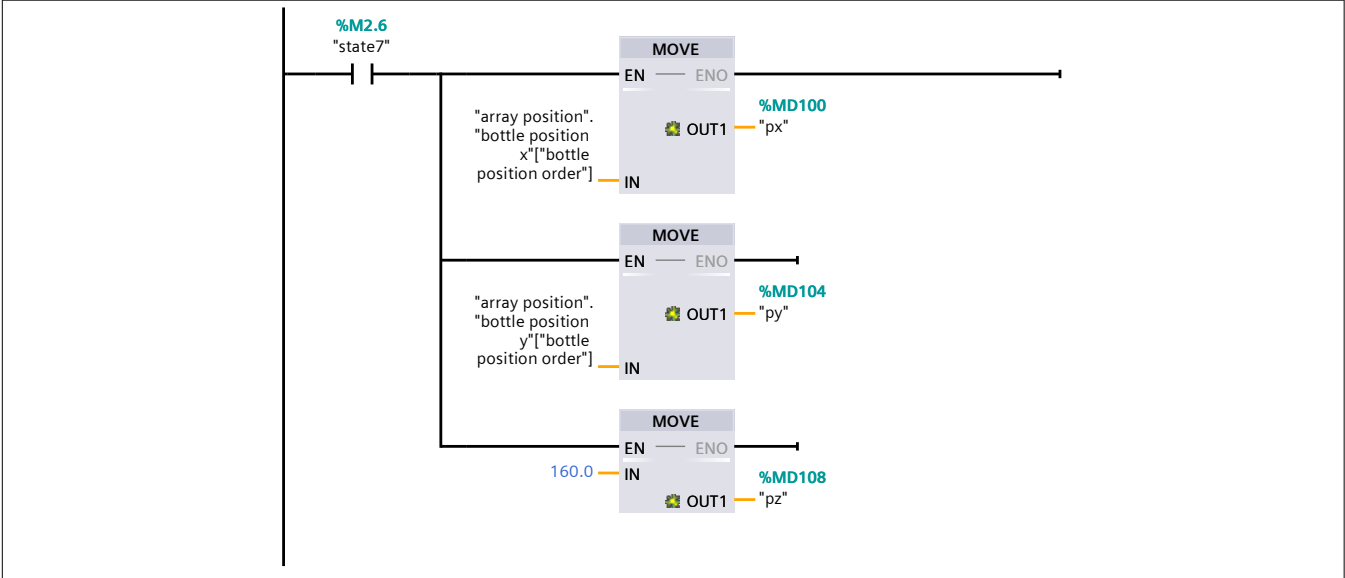 %M2.6
"state7"
MOVE
EN ENO
"array position".
"bottle position
x"["bottle
position order"]
IN
OUT1
%MD100
"px"
MOVE
EN ENO
"array position".
"bottle position
y"["bottle
position order"]
IN
OUT1
%MD104
"py"
MOVE
EN ENO
160.0
IN
OUT1
%MD108
"pz"